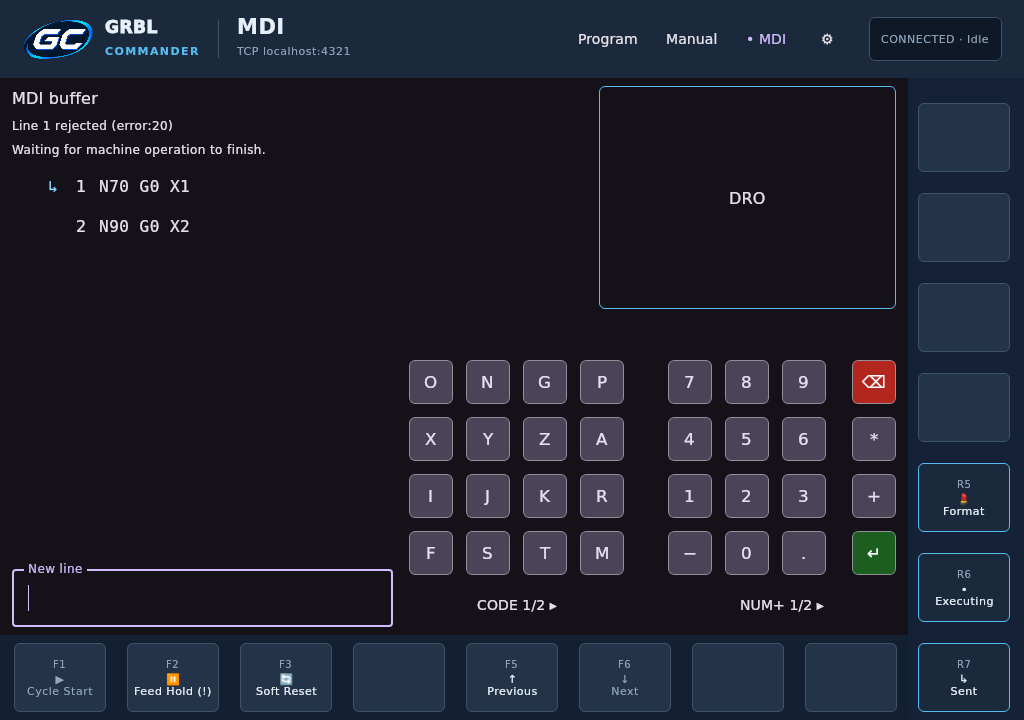 GC
GRBL
COMMANDER
MDI
TCP localhost:4321
Program
Manual
• MDI
⚙
CONNECTED · Idle
MDI buffer
Line 1 rejected (error:20)
Waiting for machine operation to finish.
↳ 1 N70 G0 X1
2 N90 G0 X2
DRO
O N G P 7 8 9 ⌫
X Y Z A 4 5 6 *
I J K R 1 2 3 +
F S T M − 0 . ↵
New line
CODE 1/2 ▸
NUM+ 1/2 ▸
R5
Format
R6
•
Executing
R7
↳
Sent
F1
▶
Cycle Start
F2
⏸
Feed Hold (!)
F3
🔄
Soft Reset
F5
↑
Previous
F6
↓
Next